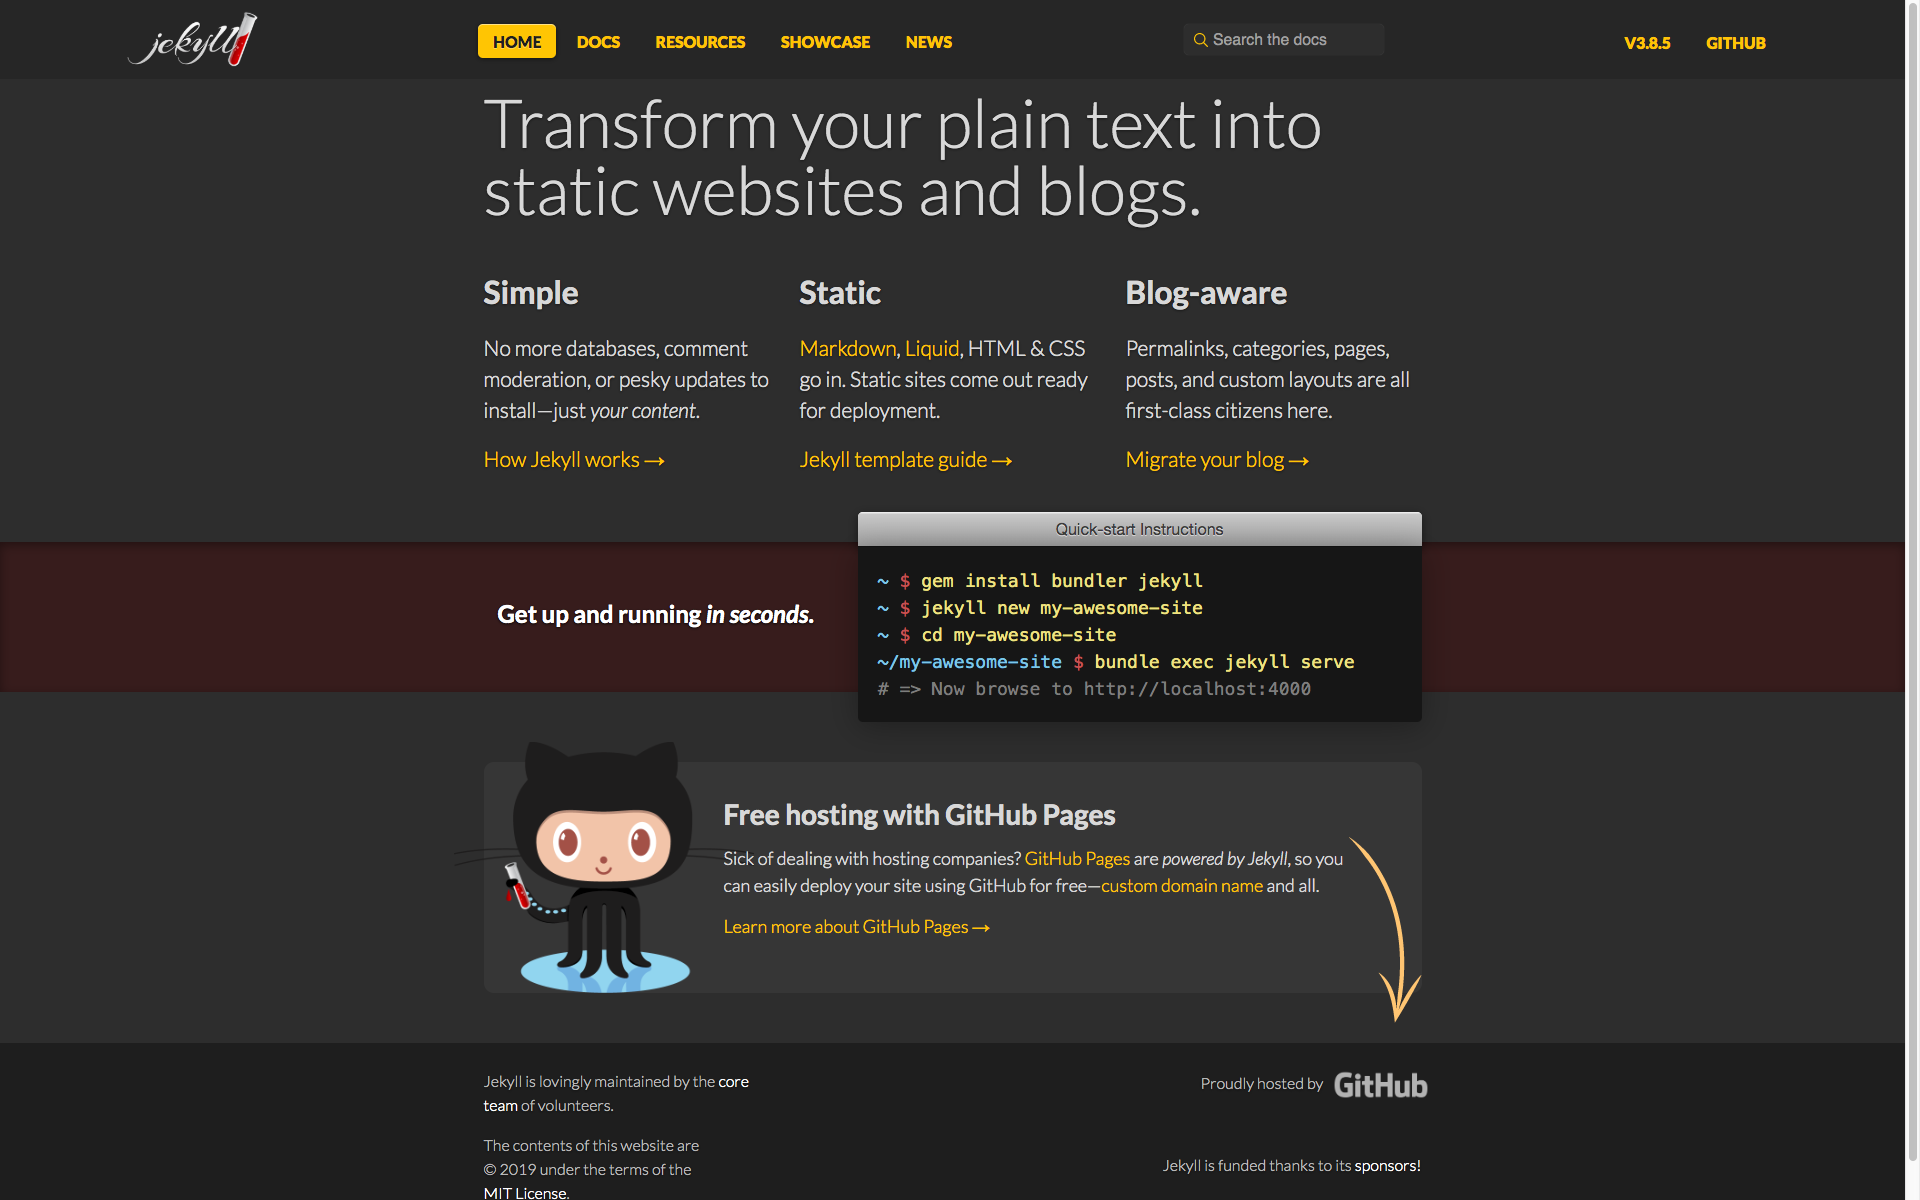 jekyll
HOME DOCS RESOURCES SHOWCASE NEWS
Search the docs
V3.8.5 GITHUB
Transform your plain text into
static websites and blogs.
Simple
No more databases, comment
moderation, or pesky updates to
install—just your content.
How Jekyll works →
Static
Markdown, Liquid, HTML & CSS
go in. Static sites come out ready
for deployment.
Jekyll template guide →
Blog-aware
Permalinks, categories, pages,
posts, and custom layouts are all
first-class citizens here.
Migrate your blog →
Get up and running in seconds.
Quick-start Instructions
~ $ gem install bundler jekyll
~ $ jekyll new my-awesome-site
~ $ cd my-awesome-site
~/my-awesome-site $ bundle exec jekyll serve
# => Now browse to http://localhost:4000
Free hosting with GitHub Pages
Sick of dealing with hosting companies? GitHub Pages are powered by Jekyll, so you
can easily deploy your site using GitHub for free—custom domain name and all.
Learn more about GitHub Pages →
Jekyll is lovingly maintained by the core
team of volunteers.
The contents of this website are
© 2019 under the terms of the
MIT License.
Proudly hosted by GitHub
Jekyll is funded thanks to its sponsors!